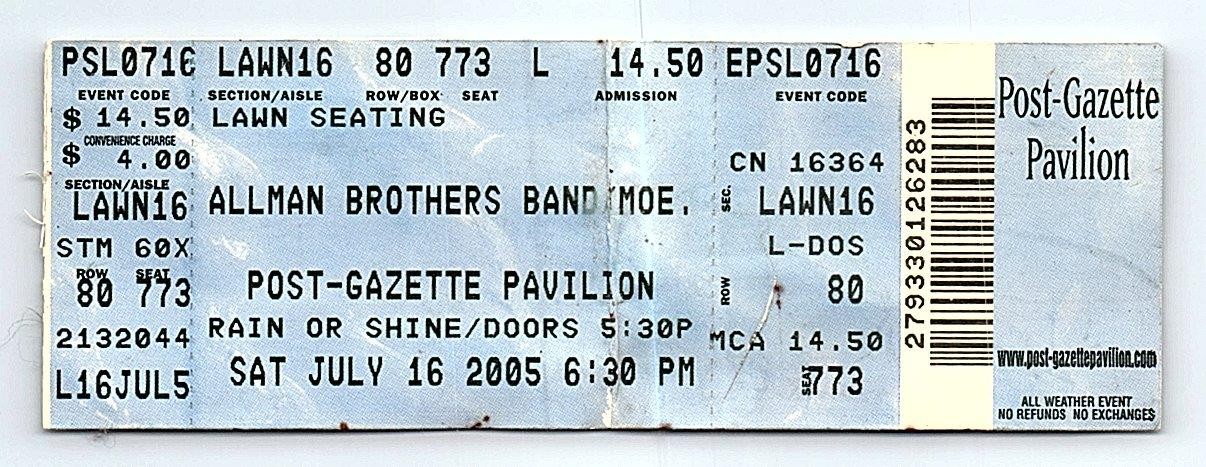 PSL0716 LAWN16 80 773 L 14.50 EPSL0716
EVENT CODE SECTION/AISLE ROW/BOX SEAT ADMISSION EVENT CODE
$ 14.50 LAWN SEATING
CONVENIENCE CHARGE
$ 4.00
CN 16364
SECTION/AISLE
LAWN16 ALLMAN BROTHERS BAND/MOE. SEC. LAWN16
STM 60X
L-DOS
ROW SEAT
80 773 POST-GAZETTE PAVILION ROW 80
2132044 RAIN OR SHINE/DOORS 5:30P MCA 14.50
L16JUL5 SAT JULY 16 2005 6:30 PM SEAT 773
279330126283
Post-Gazette
Pavilion
www.post-gazettepavilion.com
ALL WEATHER EVENT
NO REFUNDS NO EXCHANGES